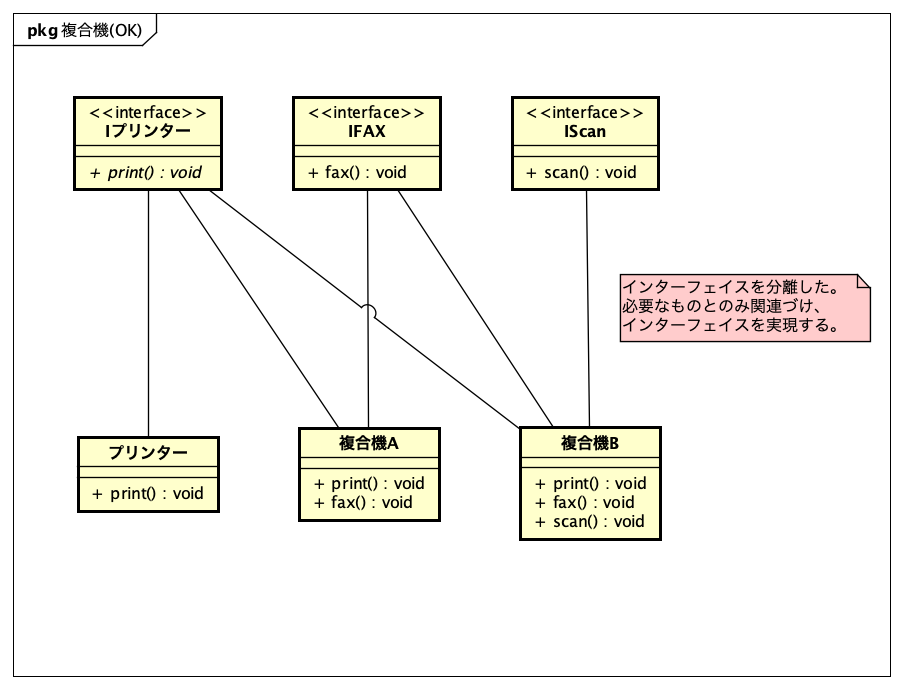 pkg 複合機(OK)
<<interface>>
Iプリンター
+ print() : void
<<interface>>
IFAX
+ fax() : void
<<interface>>
IScan
+ scan() : void
インターフェイスを分離した。
必要なものとのみ関連づけ、
インターフェイスを実現する。
プリンター
+ print() : void
複合機A
+ print() : void
+ fax() : void
複合機B
+ print() : void
+ fax() : void
+ scan() : void